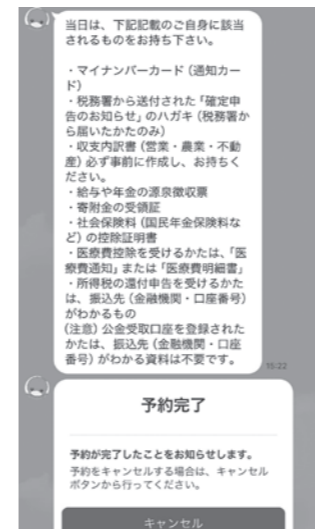 当日は、下記記載のご自身に該当
されるものをお持ち下さい。
・マイナンバーカード（通知カー
ド）
・税務署から送付された「確定申
告のお知らせ」のハガキ（税務署か
ら届いたかたのみ）
・収支内訳書（営業・農業・不動
産）必ず事前に作成し、お持ちく
ださい。
・給与や年金の源泉徴収票
・寄附金の受領証
・社会保険料（国民年金保険料な
ど）の控除証明書
・医療費控除を受けるかたは、「医
療費通知」または「医療費明細書」
・所得税の還付申告を受けるかた
は、振込先（金融機関・口座番号）
がわかるもの
（注意）公金受取口座を登録された
かたは、振込先（金融機関・口座
番号）がわかる資料は不要です。
15:22
予約完了
予約が完了したことをお知らせします。
予約をキャンセルする場合は、キャンセル
ボタンから行ってください。
キャンセル